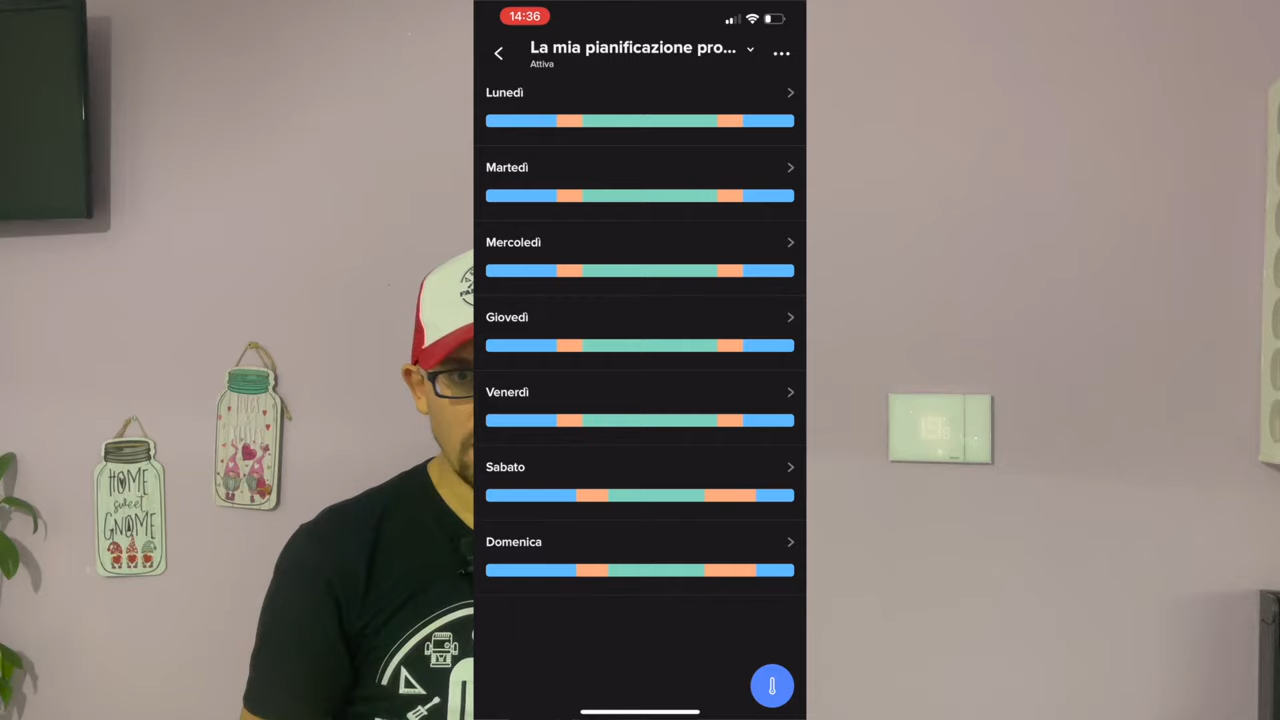 14:36
La mia pianificazione pro...
Attiva
Lunedì
Martedì
Mercoledì
Giovedì
Venerdì
Sabato
Domenica
HOME
sweet
GNOME